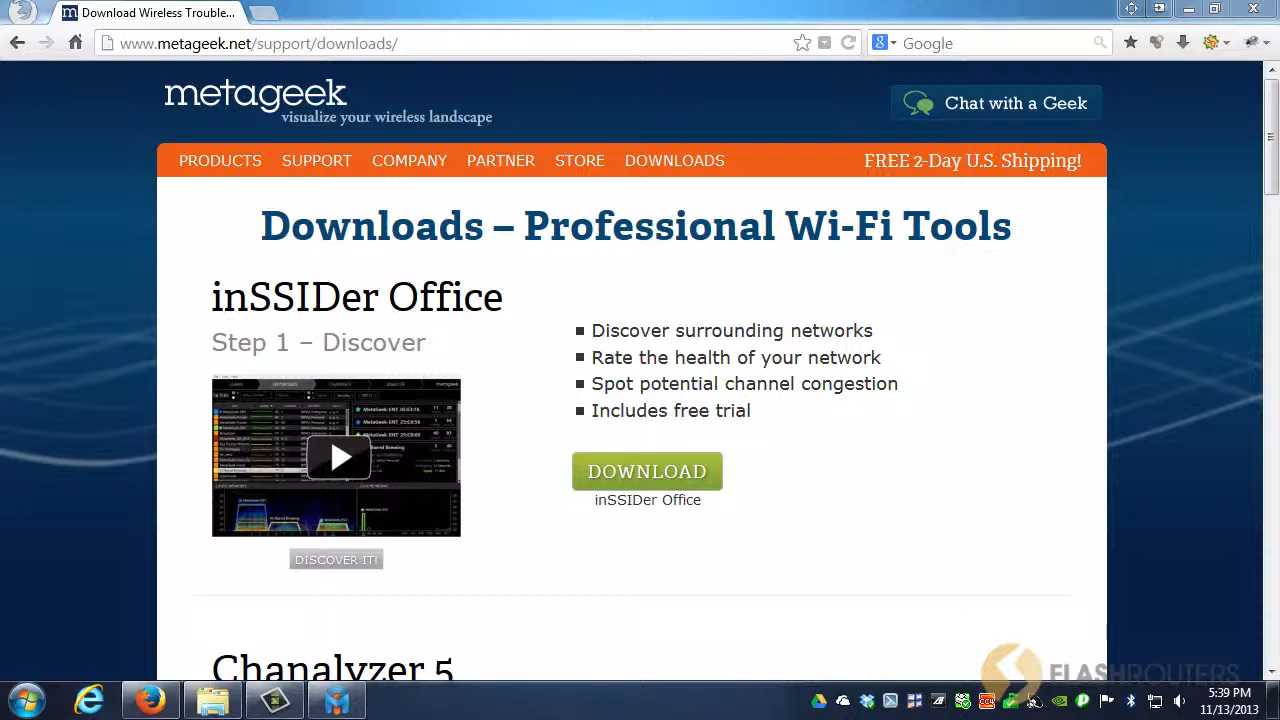 Download Wireless Trouble...
www.metageek.net/support/downloads/
Google
metageek
visualize your wireless landscape
Chat with a Geek
PRODUCTS SUPPORT COMPANY PARTNER STORE DOWNLOADS
FREE 2-Day U.S. Shipping!
Downloads – Professional Wi-Fi Tools
inSSIDer Office
Step 1 – Discover
Discover surrounding networks
Rate the health of your network
Spot potential channel congestion
Includes free trial
DOWNLOAD
inSSIDer Office
DISCOVER IT!
Chanalyzer 5
FLASHROUTERS
5:39 PM
11/13/2013